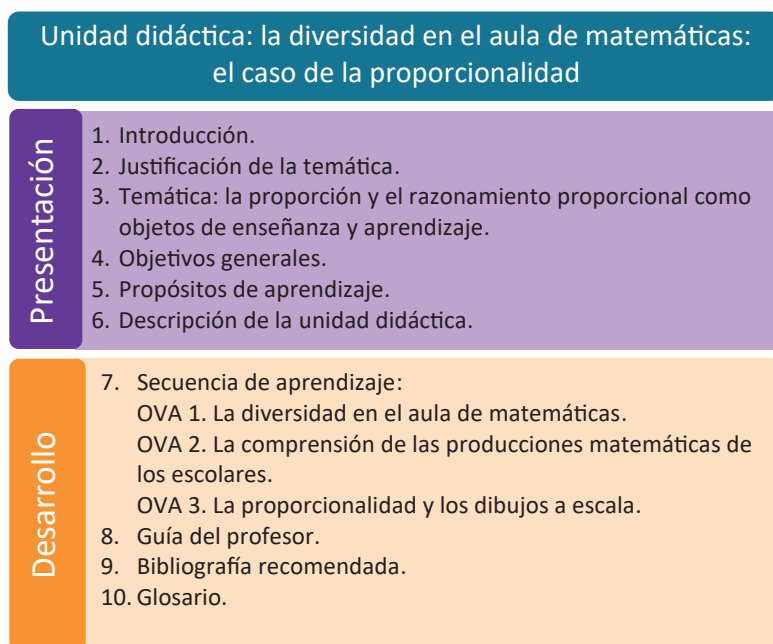 Unidad didáctica: la diversidad en el aula de matemáticas:
el caso de la proporcionalidad
Presentación
1. Introducción.
2. Justificación de la temática.
3. Temática: la proporción y el razonamiento proporcional como
objetos de enseñanza y aprendizaje.
4. Objetivos generales.
5. Propósitos de aprendizaje.
6. Descripción de la unidad didáctica.
Desarrollo
7. Secuencia de aprendizaje:
OVA 1. La diversidad en el aula de matemáticas.
OVA 2. La comprensión de las producciones matemáticas de
los escolares.
OVA 3. La proporcionalidad y los dibujos a escala.
8. Guía del profesor.
9. Bibliografía recomendada.
10. Glosario.